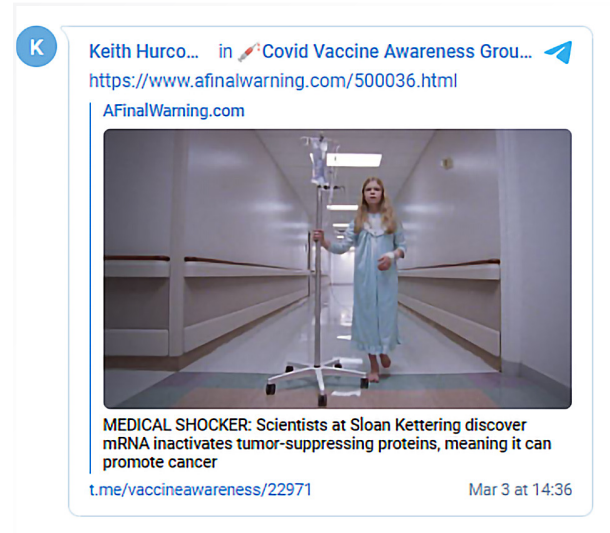 K
Keith Hurco... in 💉Covid Vaccine Awareness Grou...
https://www.afinalwarning.com/500036.html
AFinalWarning.com
MEDICAL SHOCKER: Scientists at Sloan Kettering discover
mRNA inactivates tumor-suppressing proteins, meaning it can
promote cancer
t.me/vaccineawareness/22971 Mar 3 at 14:36